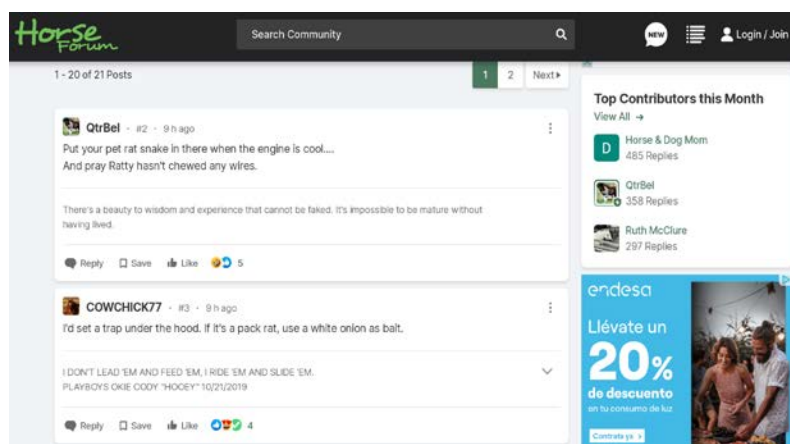 Horse
Forum
Search Community
NEW
Login / Join
1 - 20 of 21 Posts
1 2 Next
QtrBel · #2 · 9 h ago
Put your pet rat snake in there when the engine is cool....
And pray Ratty hasn't chewed any wires.
There's a beauty to wisdom and experience that cannot be faked. It's impossible to be mature without
having lived.
Reply Save Like 5
COWCHICK77 · #3 · 9 h ago
I'd set a trap under the hood. If it's a pack rat, use a white onion as bait.
I DON'T LEAD 'EM AND FEED 'EM, I RIDE 'EM AND SLIDE 'EM.
PLAYBOYS OKIE CODY "HOOEY" 10/21/2019
Reply Save Like 4
Top Contributors this Month
View All →
D
Horse & Dog Mom
485 Replies
QtrBel
358 Replies
Ruth McClure
297 Replies
endesa
Llévate un
20%
de descuento
en tu consumo de luz
Contrata ya >